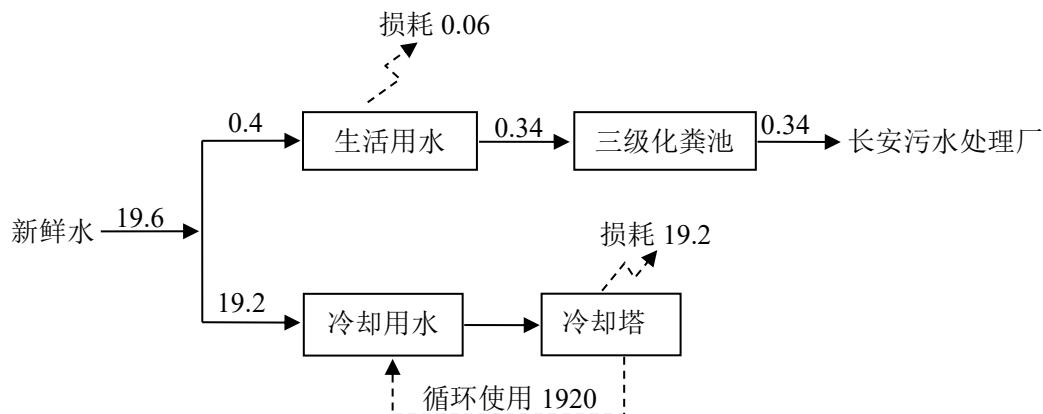 损耗 0.06
0.4
生活用水
0.34
三级化粪池
0.34
长安污水处理厂
新鲜水
19.6
损耗 19.2
19.2
冷却用水
冷却塔
循环使用 1920